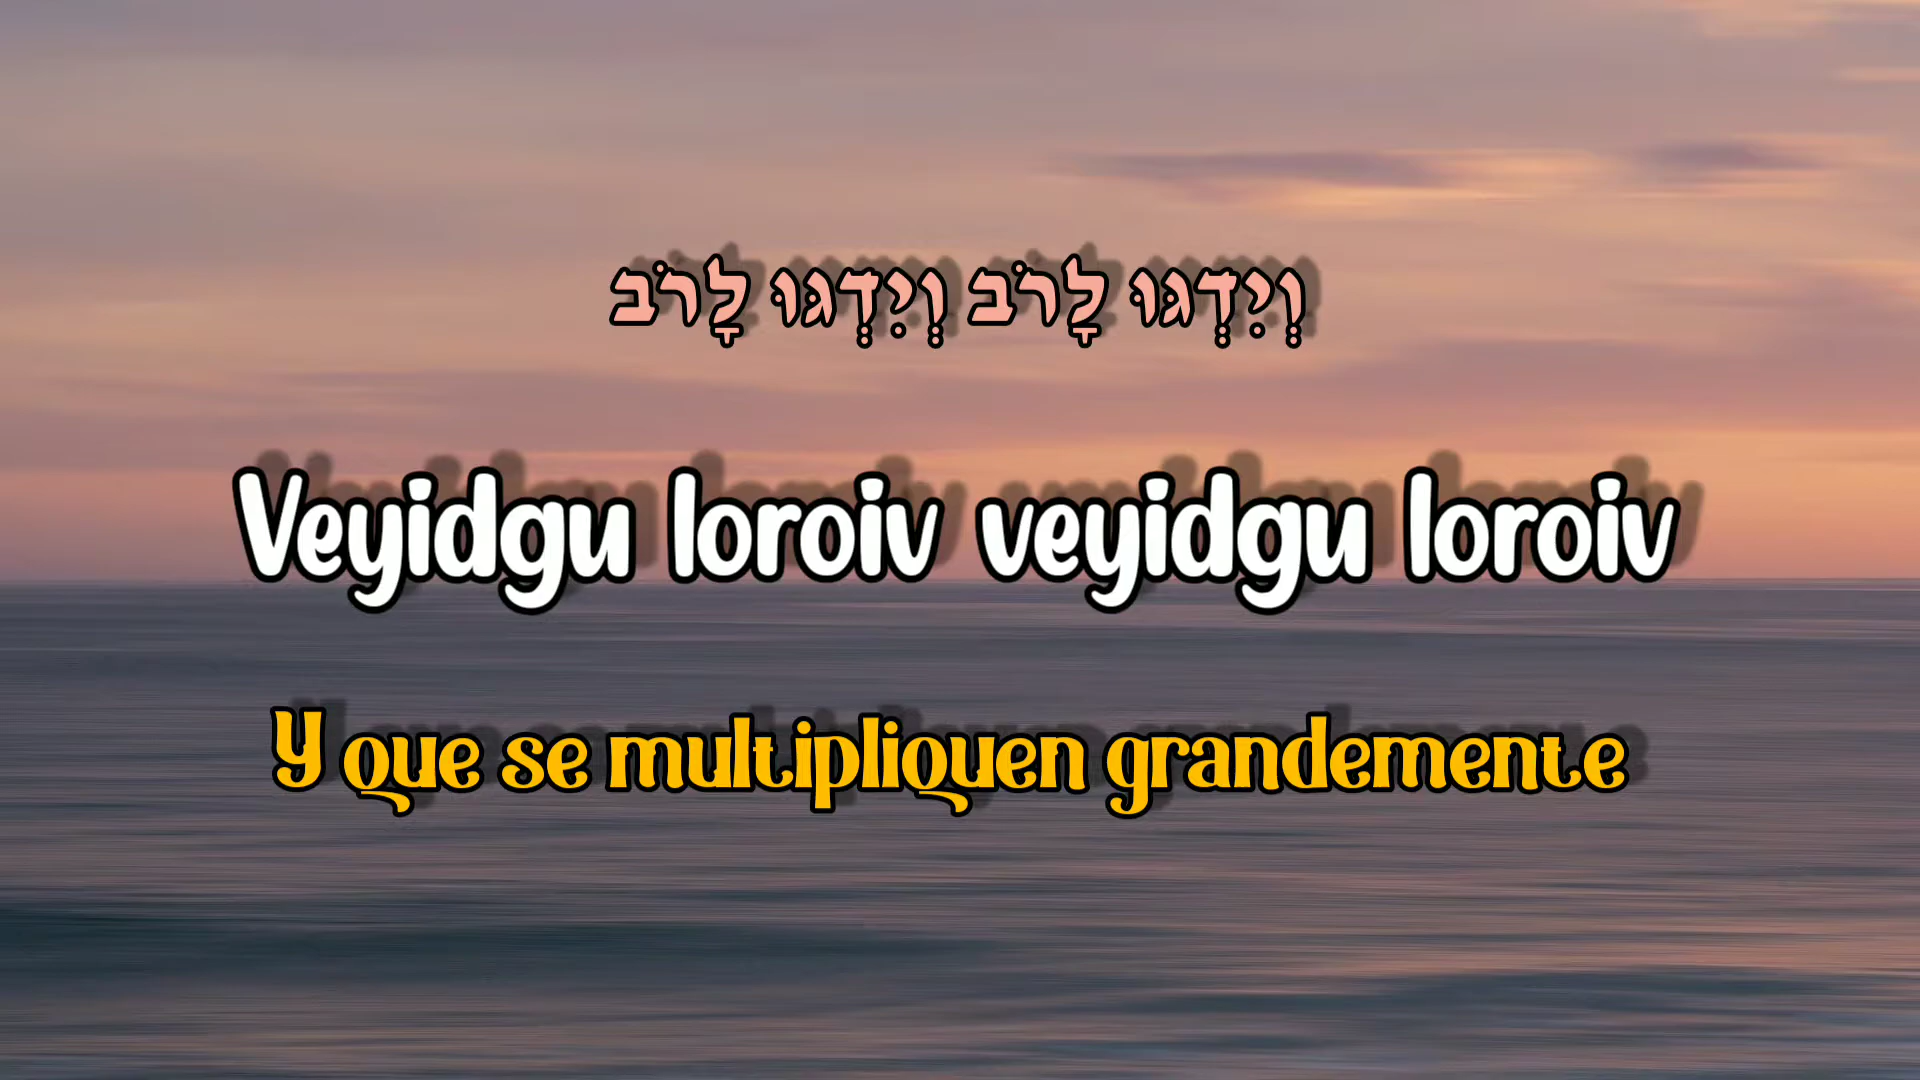 וְיִדְגּוּ לָרֹב וְיִדְגּוּ לָרֹב
Veyidgu loroiv veyidgu loroiv
Y que se multipliquen grandemente